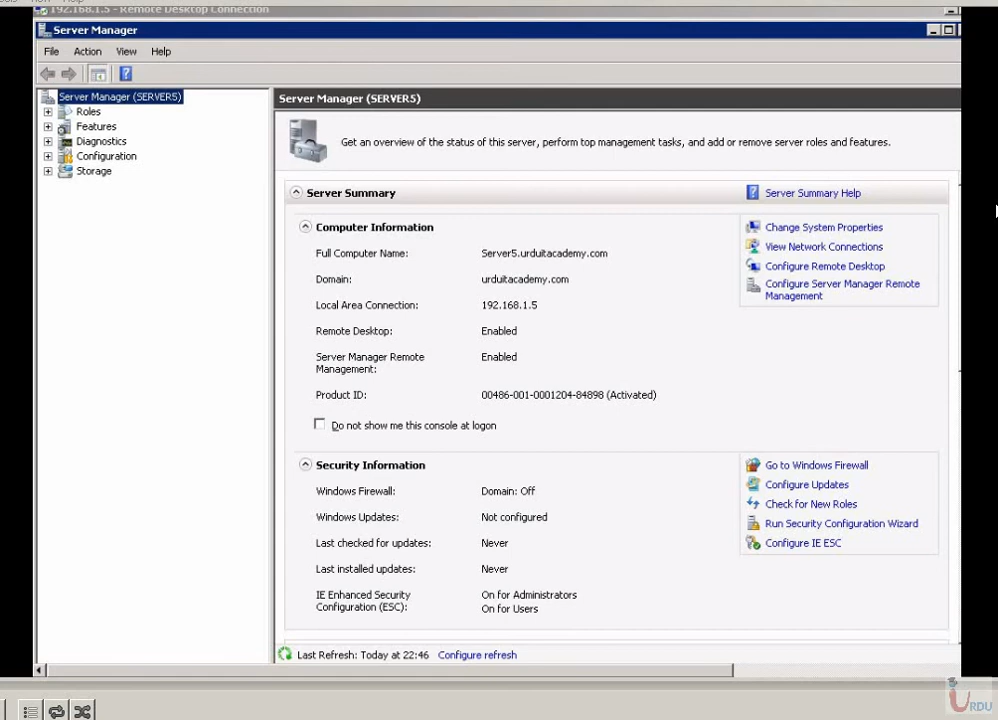 192.168.1.5 - Remote Desktop Connection
Server Manager
File Action View Help
Server Manager (SERVER5)
Roles
Features
Diagnostics
Configuration
Storage
Server Manager (SERVER5)
Get an overview of the status of this server, perform top management tasks, and add or remove server roles and features.
Server Summary
Server Summary Help
Computer Information
Full Computer Name: Server5.urduitacademy.com
Domain: urduitacademy.com
Local Area Connection: 192.168.1.5
Remote Desktop: Enabled
Server Manager Remote Management: Enabled
Product ID: 00486-001-0001204-84898 (Activated)
Do not show me this console at logon
Change System Properties
View Network Connections
Configure Remote Desktop
Configure Server Manager Remote
Management
Security Information
Windows Firewall: Domain: Off
Windows Updates: Not configured
Last checked for updates: Never
Last installed updates: Never
IE Enhanced Security On for Administrators
Configuration (ESC): On for Users
Go to Windows Firewall
Configure Updates
Check for New Roles
Run Security Configuration Wizard
Configure IE ESC
Last Refresh: Today at 22:46 Configure refresh
URDU